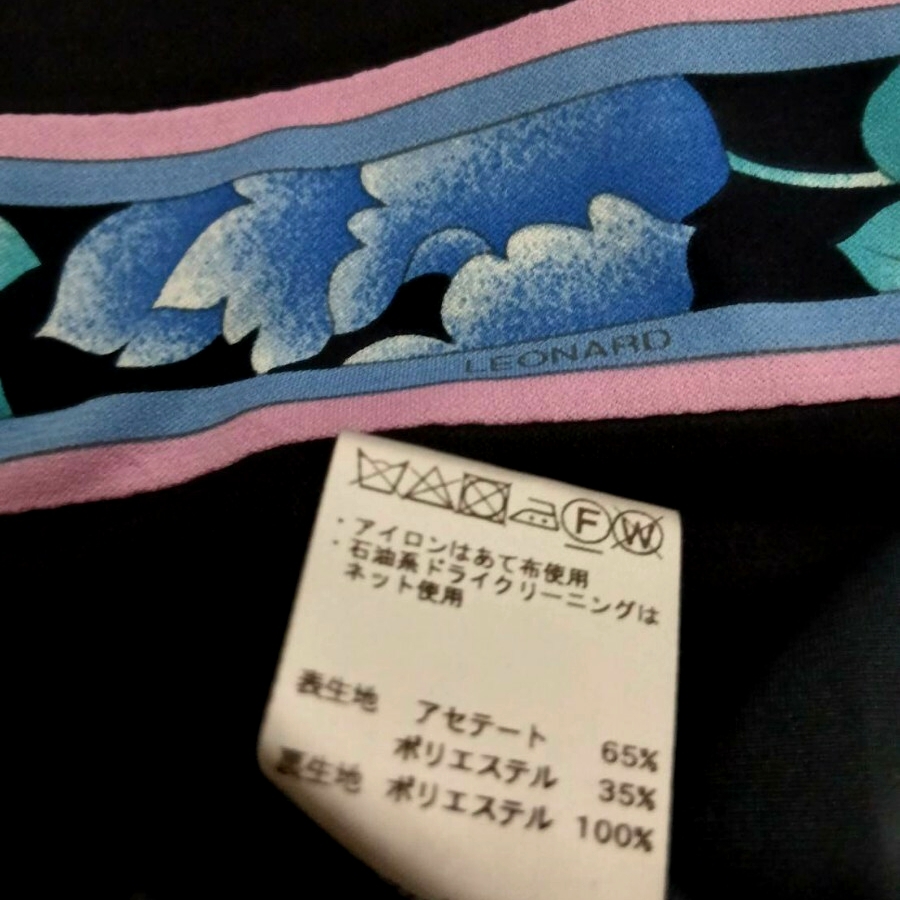 LEONARD
F W
・アイロンはあて布使用
・石油系ドライクリーニングは
ネット使用
表生地 アセテート 65%
ポリエステル 35%
裏生地 ポリエステル 100%